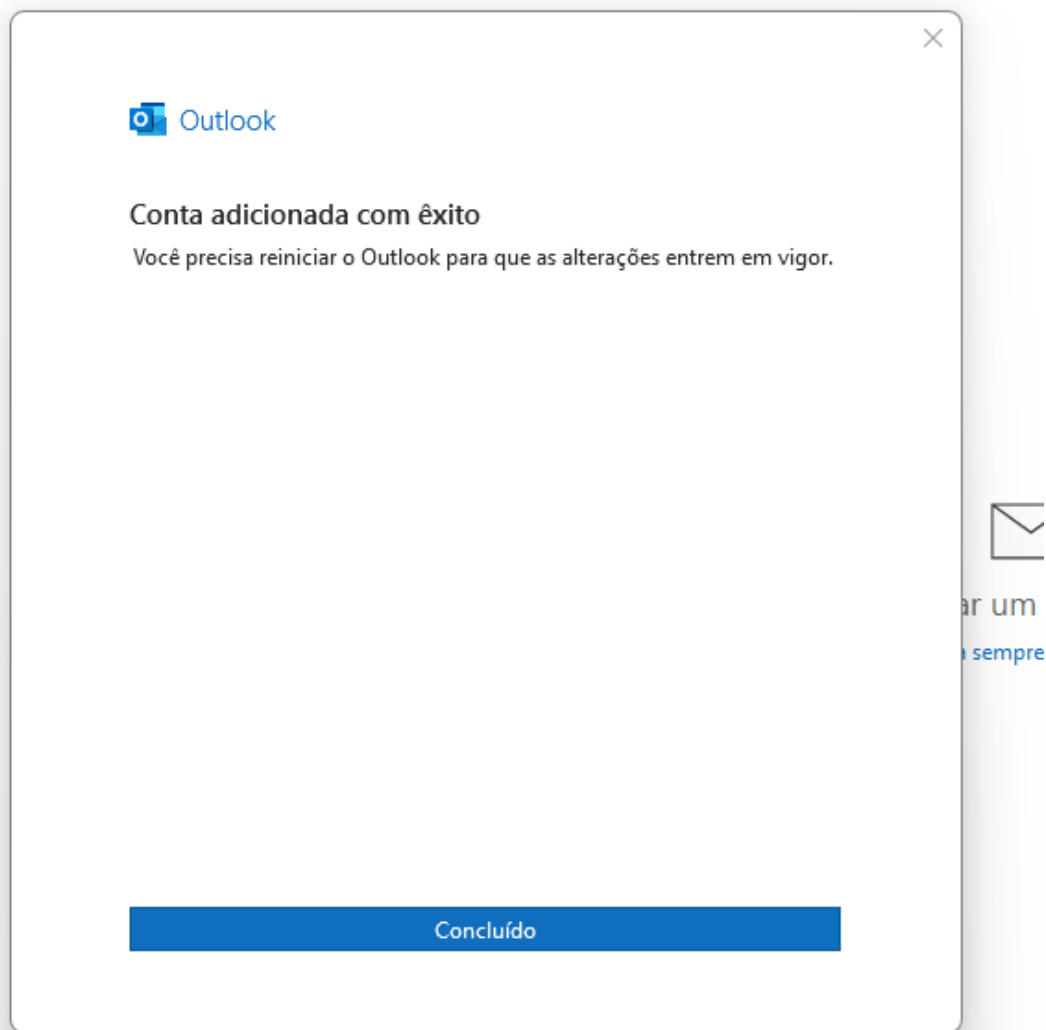 Outlook
Conta adicionada com êxito
Você precisa reiniciar o Outlook para que as alterações entrem em vigor.
ar um
sempre
Concluído